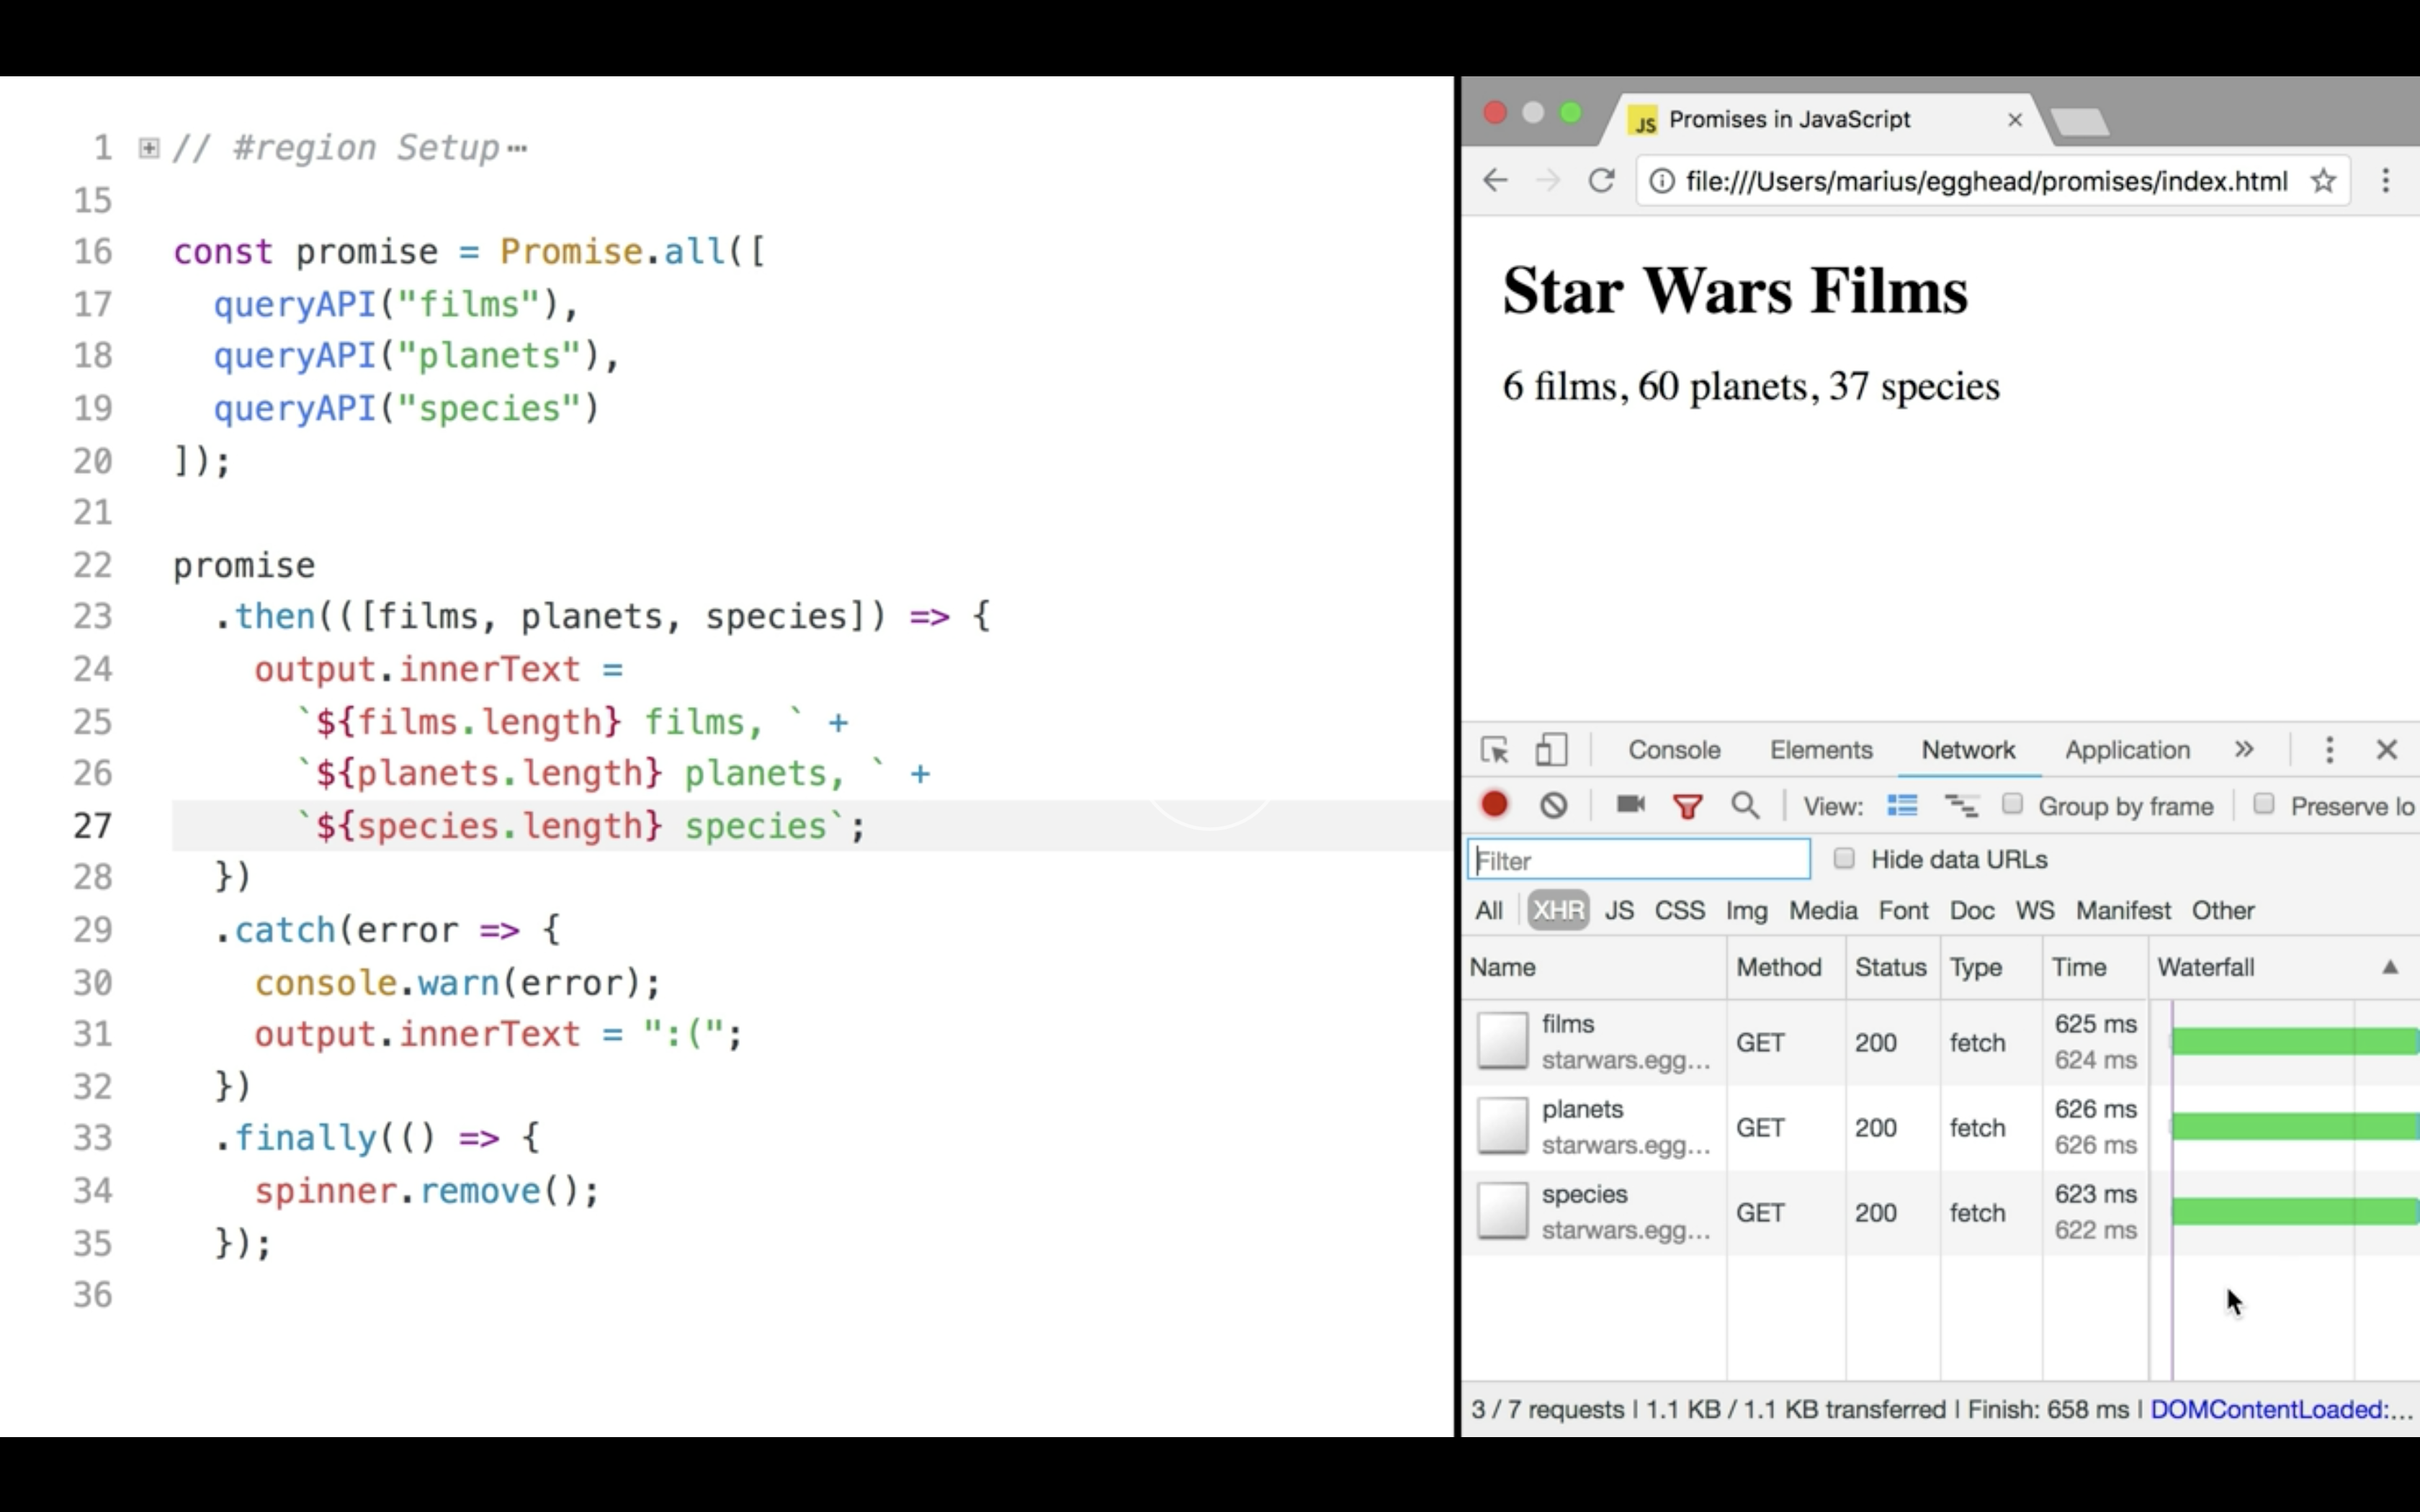 1 // #region Setup⋯
15
16 const promise = Promise.all([
17 queryAPI("films"),
18 queryAPI("planets"),
19 queryAPI("species")
20 ]);
21
22 promise
23 .then(([films, planets, species]) => {
24 output.innerText =
25 `${films.length} films, ` +
26 `${planets.length} planets, ` +
27 `${species.length} species`;
28 })
29 .catch(error => {
30 console.warn(error);
31 output.innerText = ":(";
32 })
33 .finally(() => {
34 spinner.remove();
35 });
36
JS Promises in JavaScript
file:///Users/marius/egghead/promises/index.html
Star Wars Films
6 films, 60 planets, 37 species
Console Elements Network Application
View: Group by frame Preserve lo
Filter Hide data URLs
All XHR JS CSS Img Media Font Doc WS Manifest Other
Name Method Status Type Time Waterfall
films GET 200 fetch 625 ms
starwars.egg... 624 ms
planets GET 200 fetch 626 ms
starwars.egg... 626 ms
species GET 200 fetch 623 ms
starwars.egg... 622 ms
3 / 7 requests | 1.1 KB / 1.1 KB transferred | Finish: 658 ms | DOMContentLoaded:...